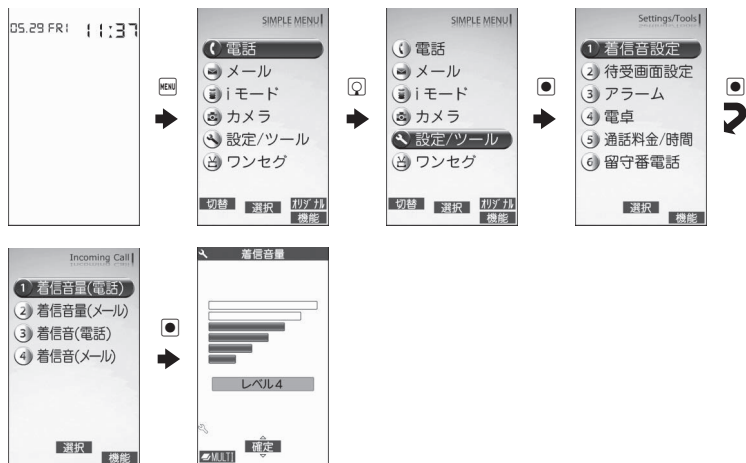 05.29 FRI 11:37
MENU
SIMPLE MENU
電話
メール
iモード
カメラ
設定/ツール
ワンセグ
切替 選択 オリジナル
機能
SIMPLE MENU
電話
メール
iモード
カメラ
設定/ツール
ワンセグ
切替 選択 オリジナル
機能
Settings/Tools
1 着信音設定
2 待受画面設定
3 アラーム
4 電卓
5 通話料金/時間
6 留守番電話
選択
機能
Incoming Call
1 着信音量(電話)
2 着信音量(メール)
3 着信音(電話)
4 着信音(メール)
選択
機能
着信音量
レベル4
確定
MULTI